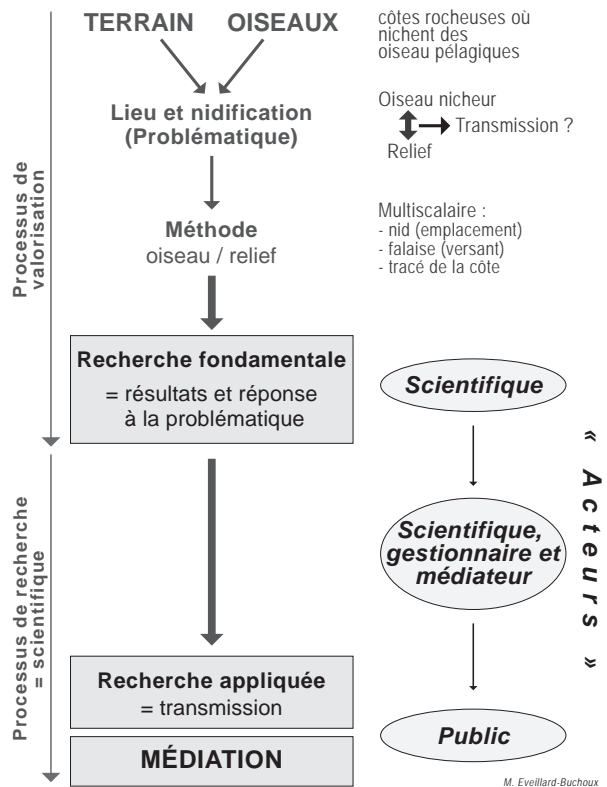 TERRAIN OISEAUX
côtes rocheuses où
nichent des
oiseau pélagiques
Lieu et nidification
(Problématique)
Oiseau nicheur
Transmission ?
Relief
Méthode
oiseau / relief
Multiscalaire :
- nid (emplacement)
- falaise (versant)
- tracé de la côte
Processus de
valorisation
Recherche fondamentale
= résultats et réponse
à la problématique
Scientifique
Scientifique,
gestionnaire et
médiateur
« Acteurs »
Processus de recherche
= scientifique
Recherche appliquée
= transmission
MÉDIATION
Public
M. Eveillard-Buchoux